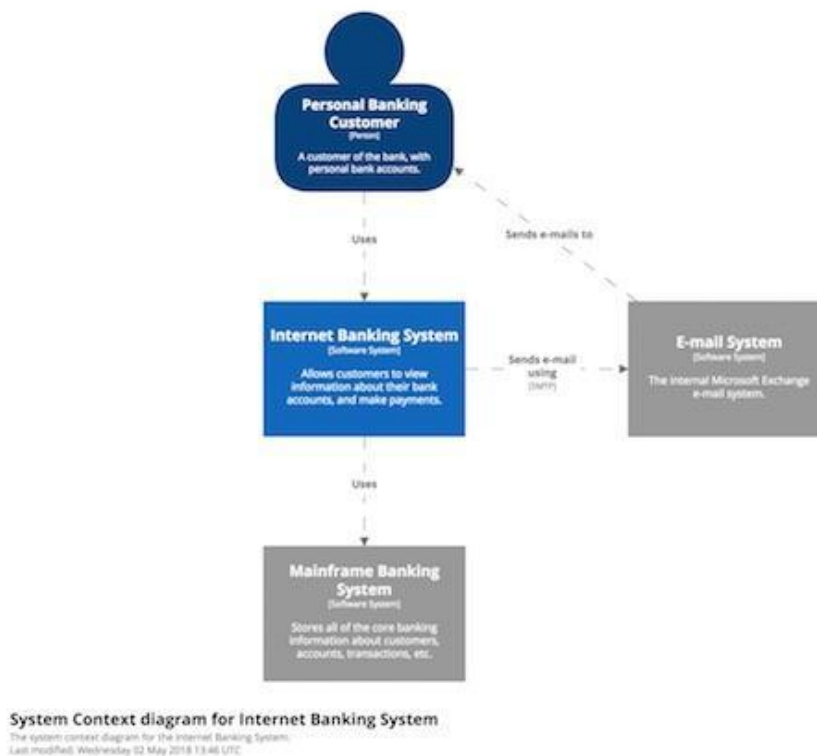 Personal Banking
Customer
[Person]
A customer of the bank, with
personal bank accounts.
Uses
Sends e-mails to
Internet Banking System
[Software System]
Allows customers to view
information about their bank
accounts, and make payments.
Sends e-mail
using
[SMTP]
E-mail System
[Software System]
The internal Microsoft Exchange
e-mail system.
Uses
Mainframe Banking
System
[Software System]
Stores all of the core banking
information about customers,
accounts, transactions, etc.
System Context diagram for Internet Banking System
The system context diagram for the Internet Banking System.
Last modified: Wednesday 02 May 2018 13:46 UTC